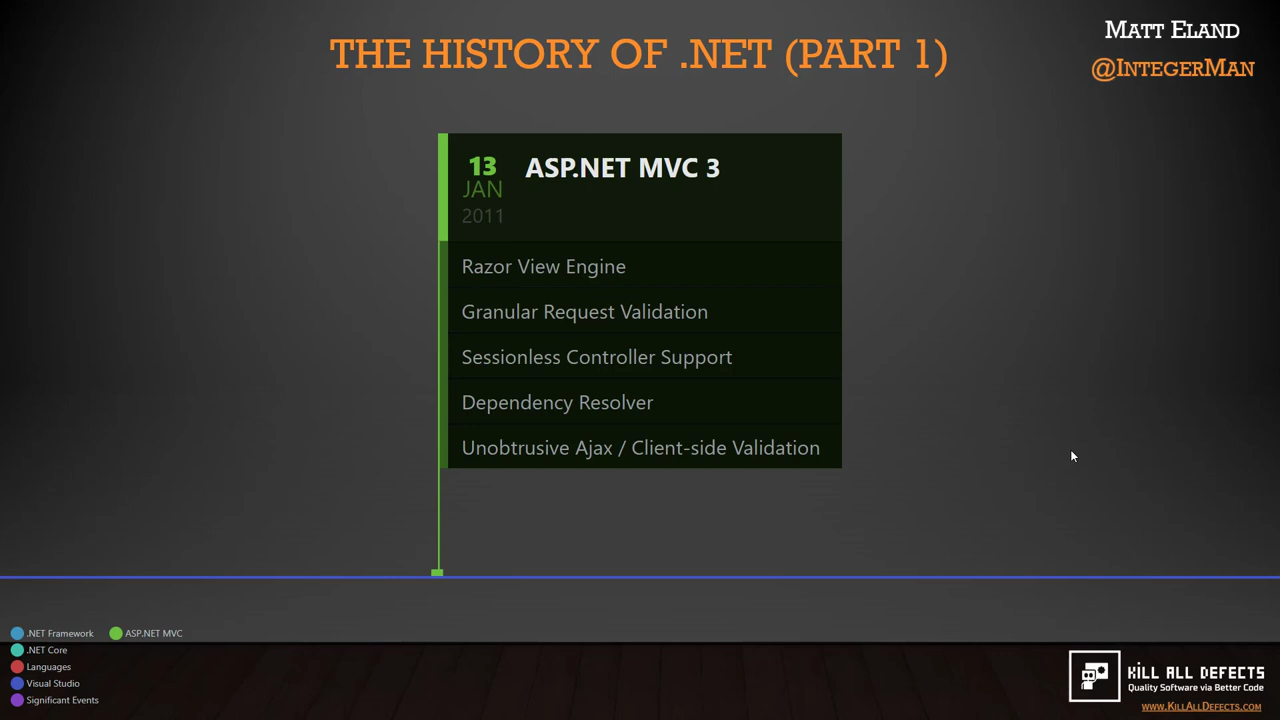 THE HISTORY OF .NET (PART 1)
MATT ELAND
@INTEGERMAN
13
JAN
2011
ASP.NET MVC 3
Razor View Engine
Granular Request Validation
Sessionless Controller Support
Dependency Resolver
Unobtrusive Ajax / Client-side Validation
.NET Framework
ASP.NET MVC
.NET Core
Languages
Visual Studio
Significant Events
KILL ALL DEFECTS
Quality Software via Better Code
WWW.KILLALLDEFECTS.COM